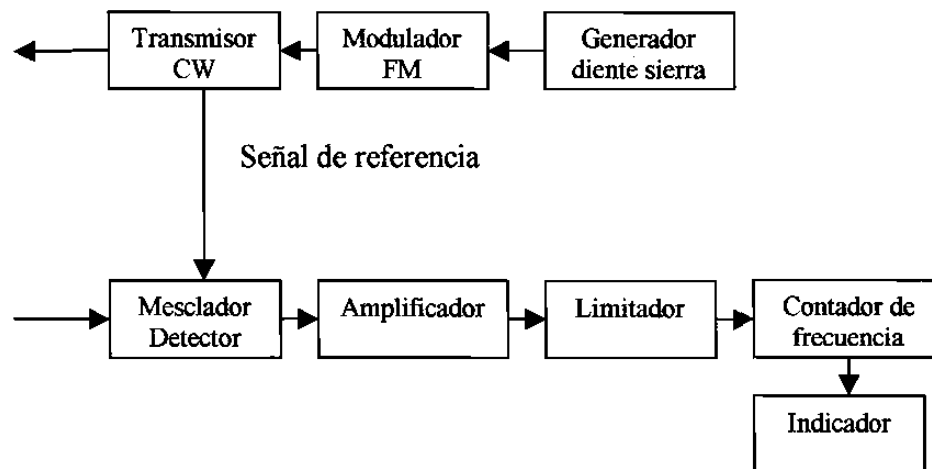 Transmisor
CW
Modulador
FM
Generador
diente sierra
Señal de referencia
Mesclador
Detector
Amplificador
Limitador
Contador de
frecuencia
Indicador